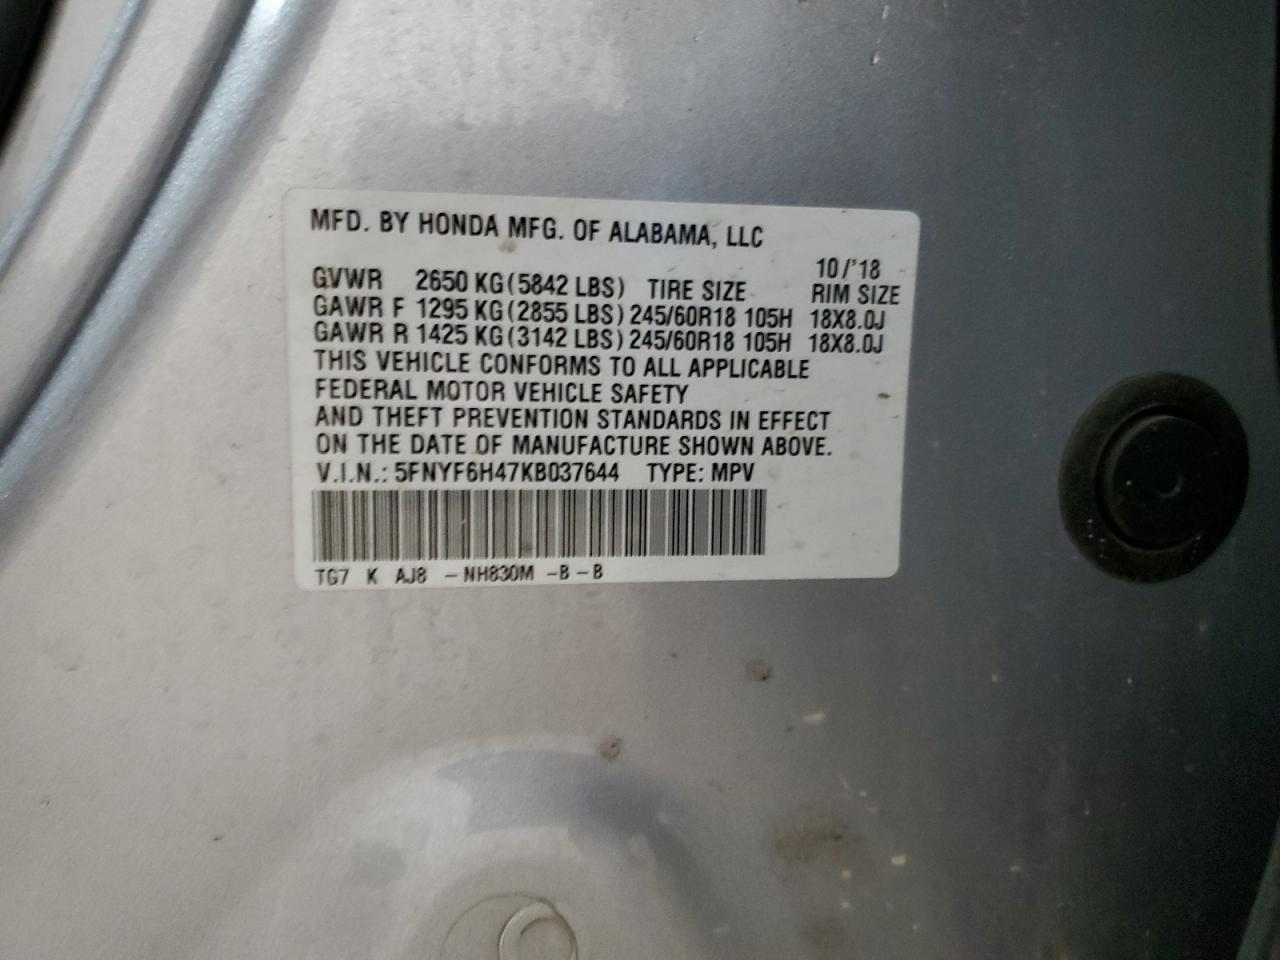 MFD. BY HONDA MFG. OF ALABAMA, LLC
10/'18
GVWR 2650 KG(5842 LBS) TIRE SIZE RIM SIZE
GAWR F 1295 KG(2855 LBS) 245/60R18 105H 18X8.0J
GAWR R 1425 KG(3142 LBS) 245/60R18 105H 18X8.0J
THIS VEHICLE CONFORMS TO ALL APPLICABLE
FEDERAL MOTOR VEHICLE SAFETY
AND THEFT PREVENTION STANDARDS IN EFFECT
ON THE DATE OF MANUFACTURE SHOWN ABOVE.
V.I.N.: 5FNYF6H47KB037644 TYPE: MPV
TG7 K AJ8 -NH830M -B-B